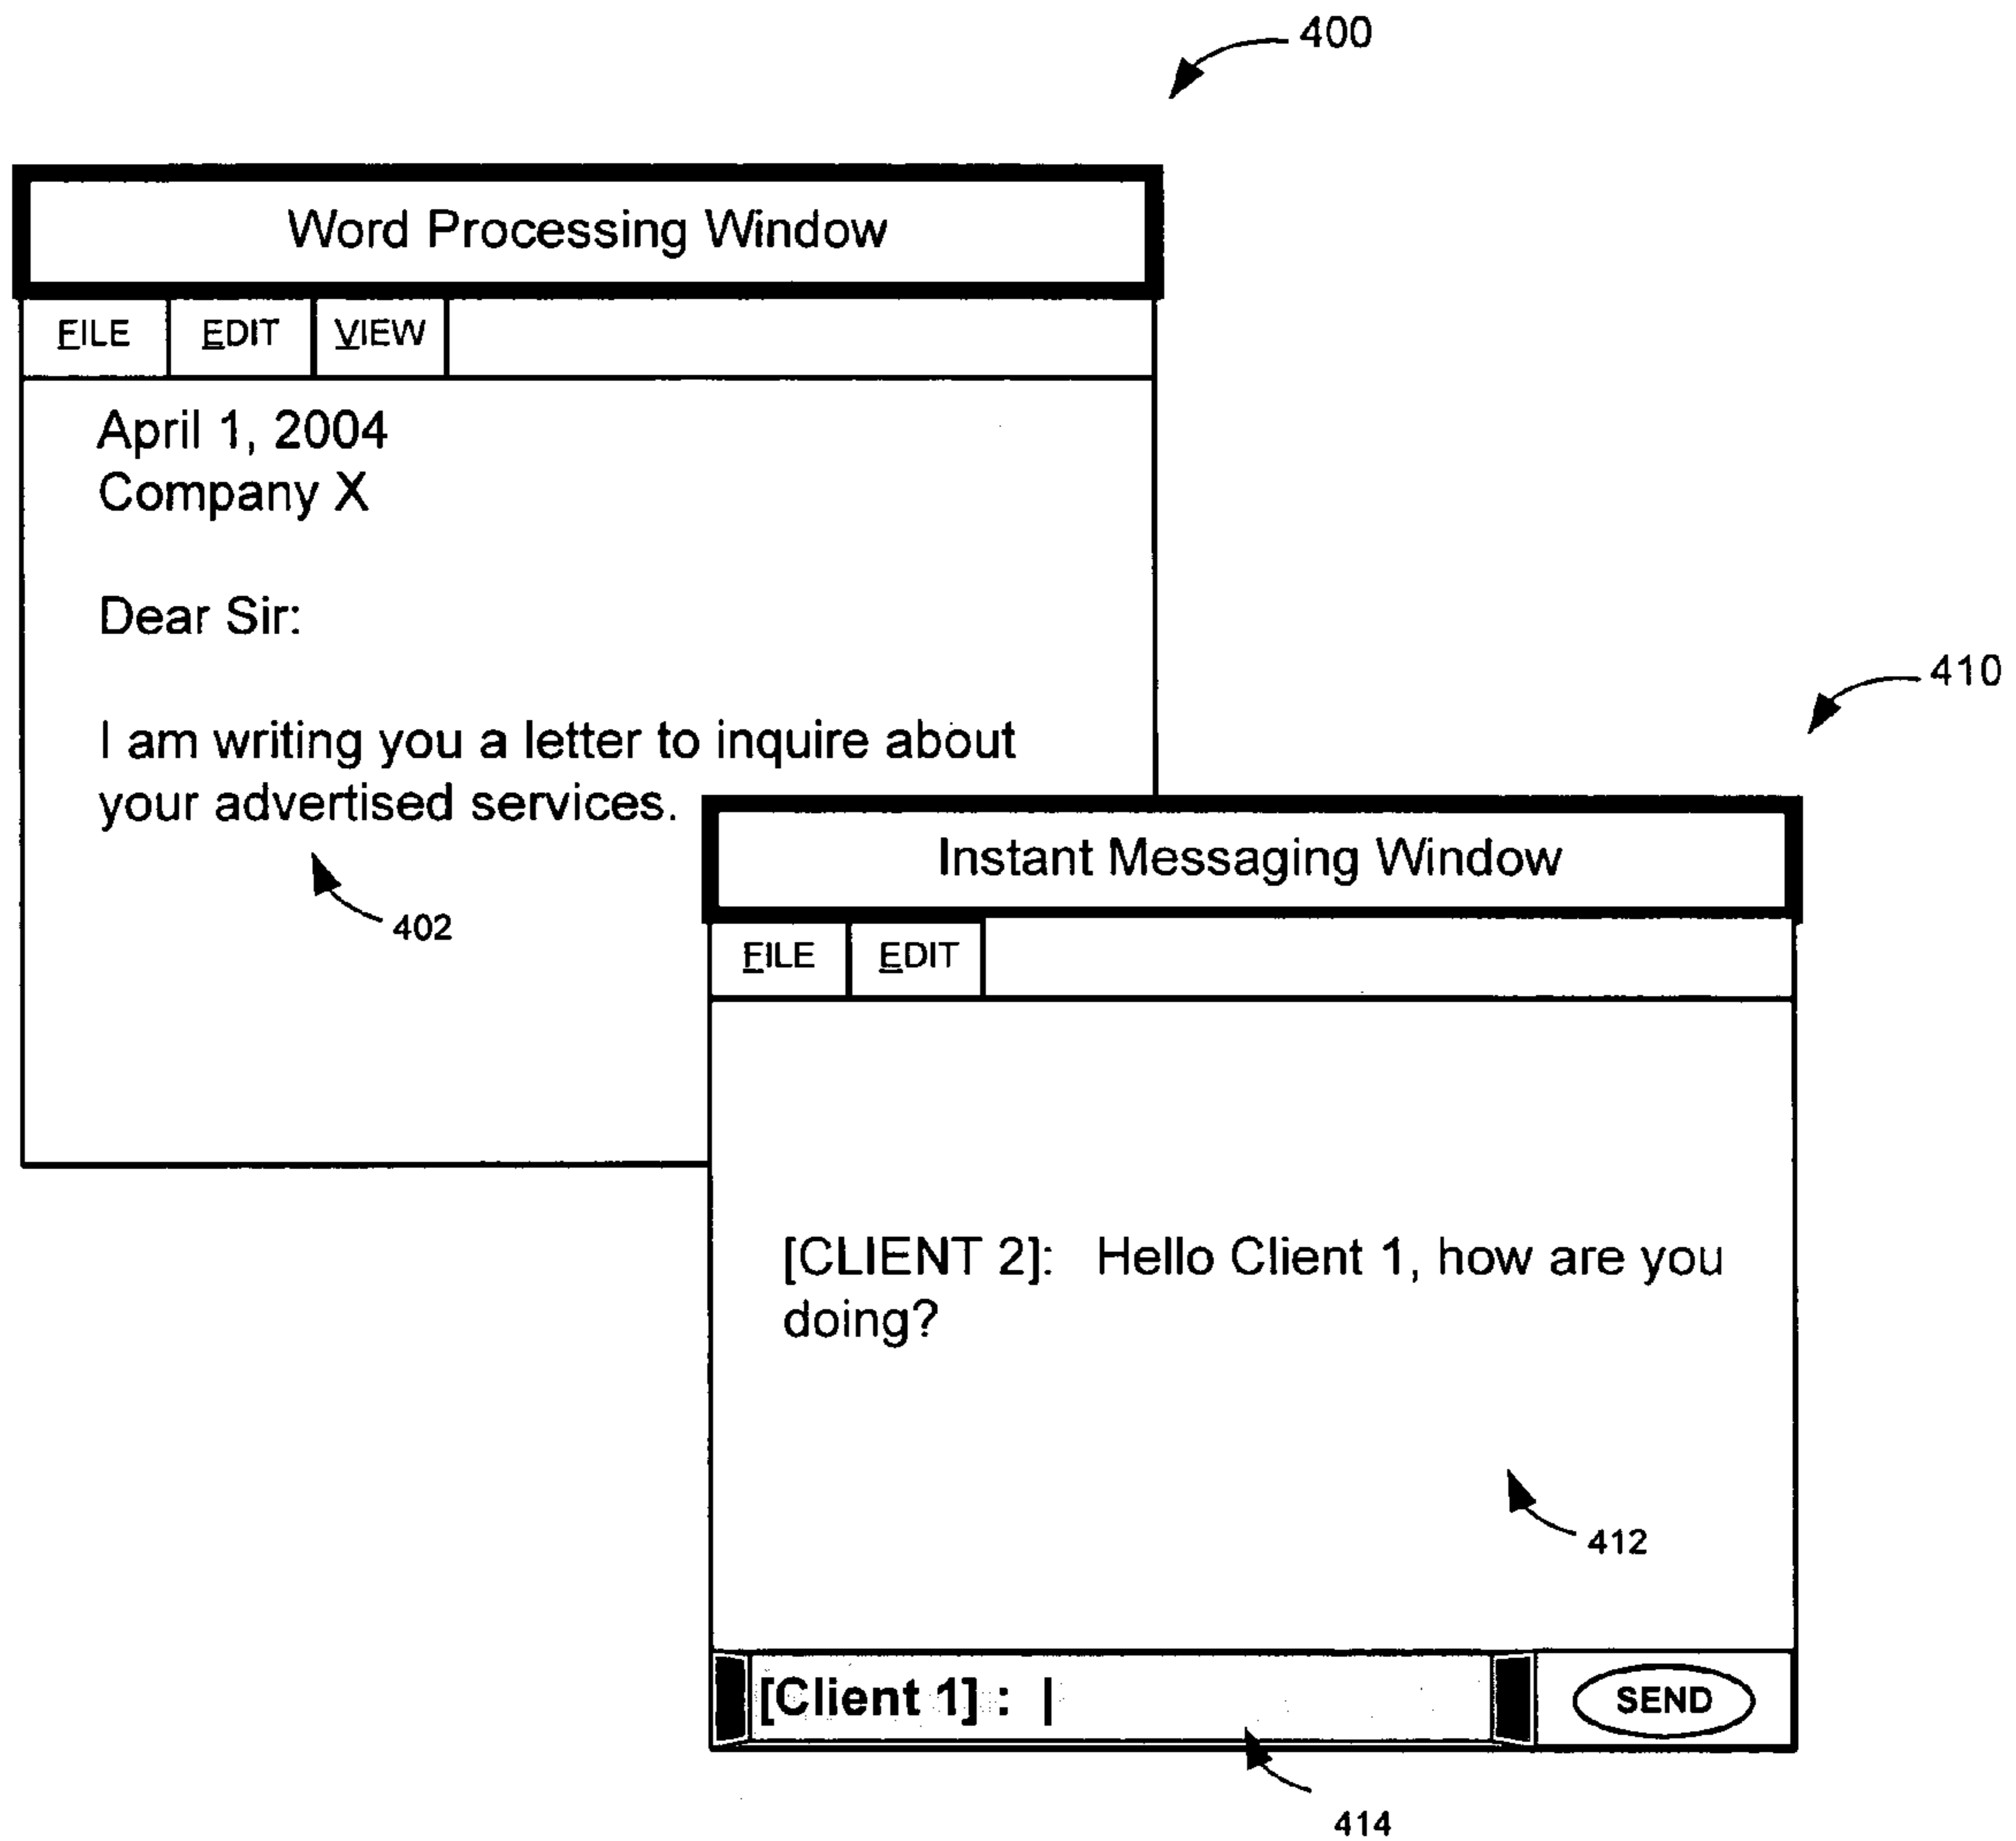 400
Word Processing Window
FILE EDIT VIEW
April 1, 2004
Company X
Dear Sir:
I am writing you a letter to inquire about
your advertised services.
402
410
Instant Messaging Window
FILE EDIT
[CLIENT 2]: Hello Client 1, how are you
doing?
412
[Client 1] : |
SEND
414